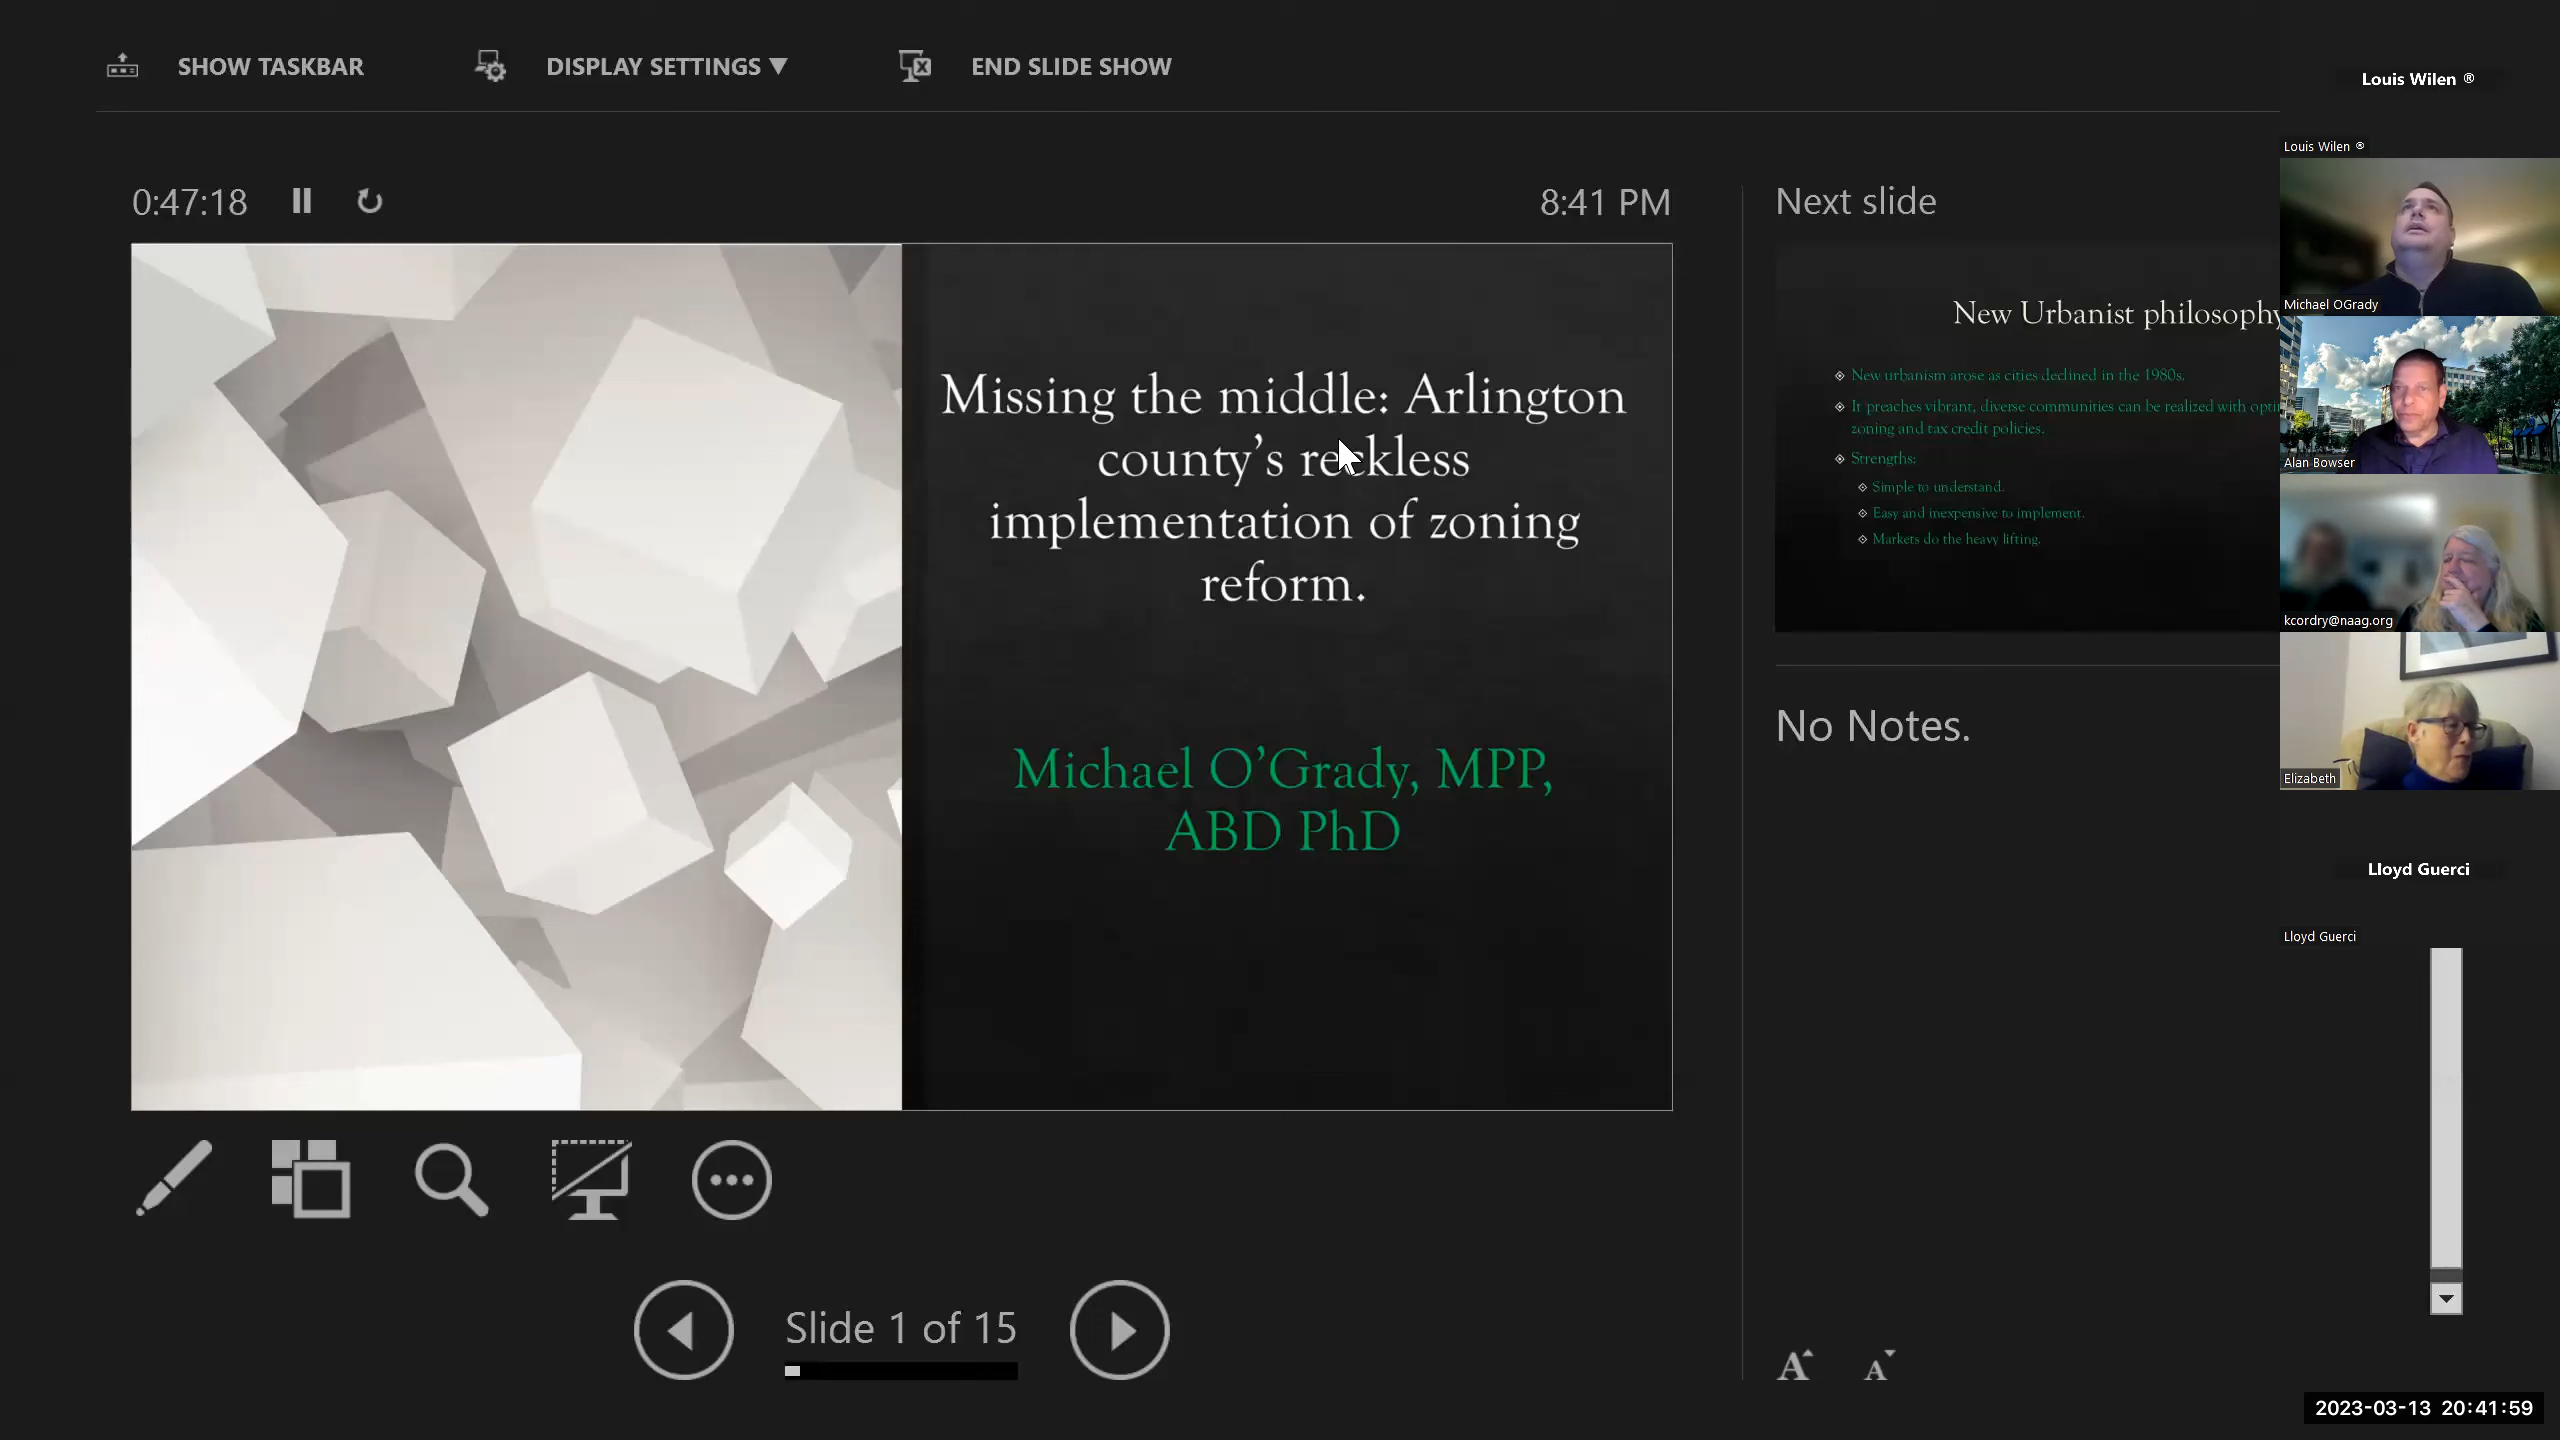 SHOW TASKBAR
DISPLAY SETTINGS ▼
END SLIDE SHOW
0:47:18
8:41 PM
Missing the middle: Arlington
county’s reckless
implementation of zoning
reform.
Michael O’Grady, MPP,
ABD PhD
Slide 1 of 15
Next slide
New Urbanist philosophy
New urbanism arose as cities declined in the 1980s.
It preaches vibrant, diverse communities can be realized with
zoning and tax credit policies.
Strengths:
Simple to understand.
Easy and inexpensive to implement.
Markets do the heavy lifting.
No Notes.
A A
Louis Wilen ®
Louis Wilen ®
Michael OGrady
Alan Bowser
kcordry@naag.org
Elizabeth
Lloyd Guerci
Lloyd Guerci
2023-03-13 20:41:59